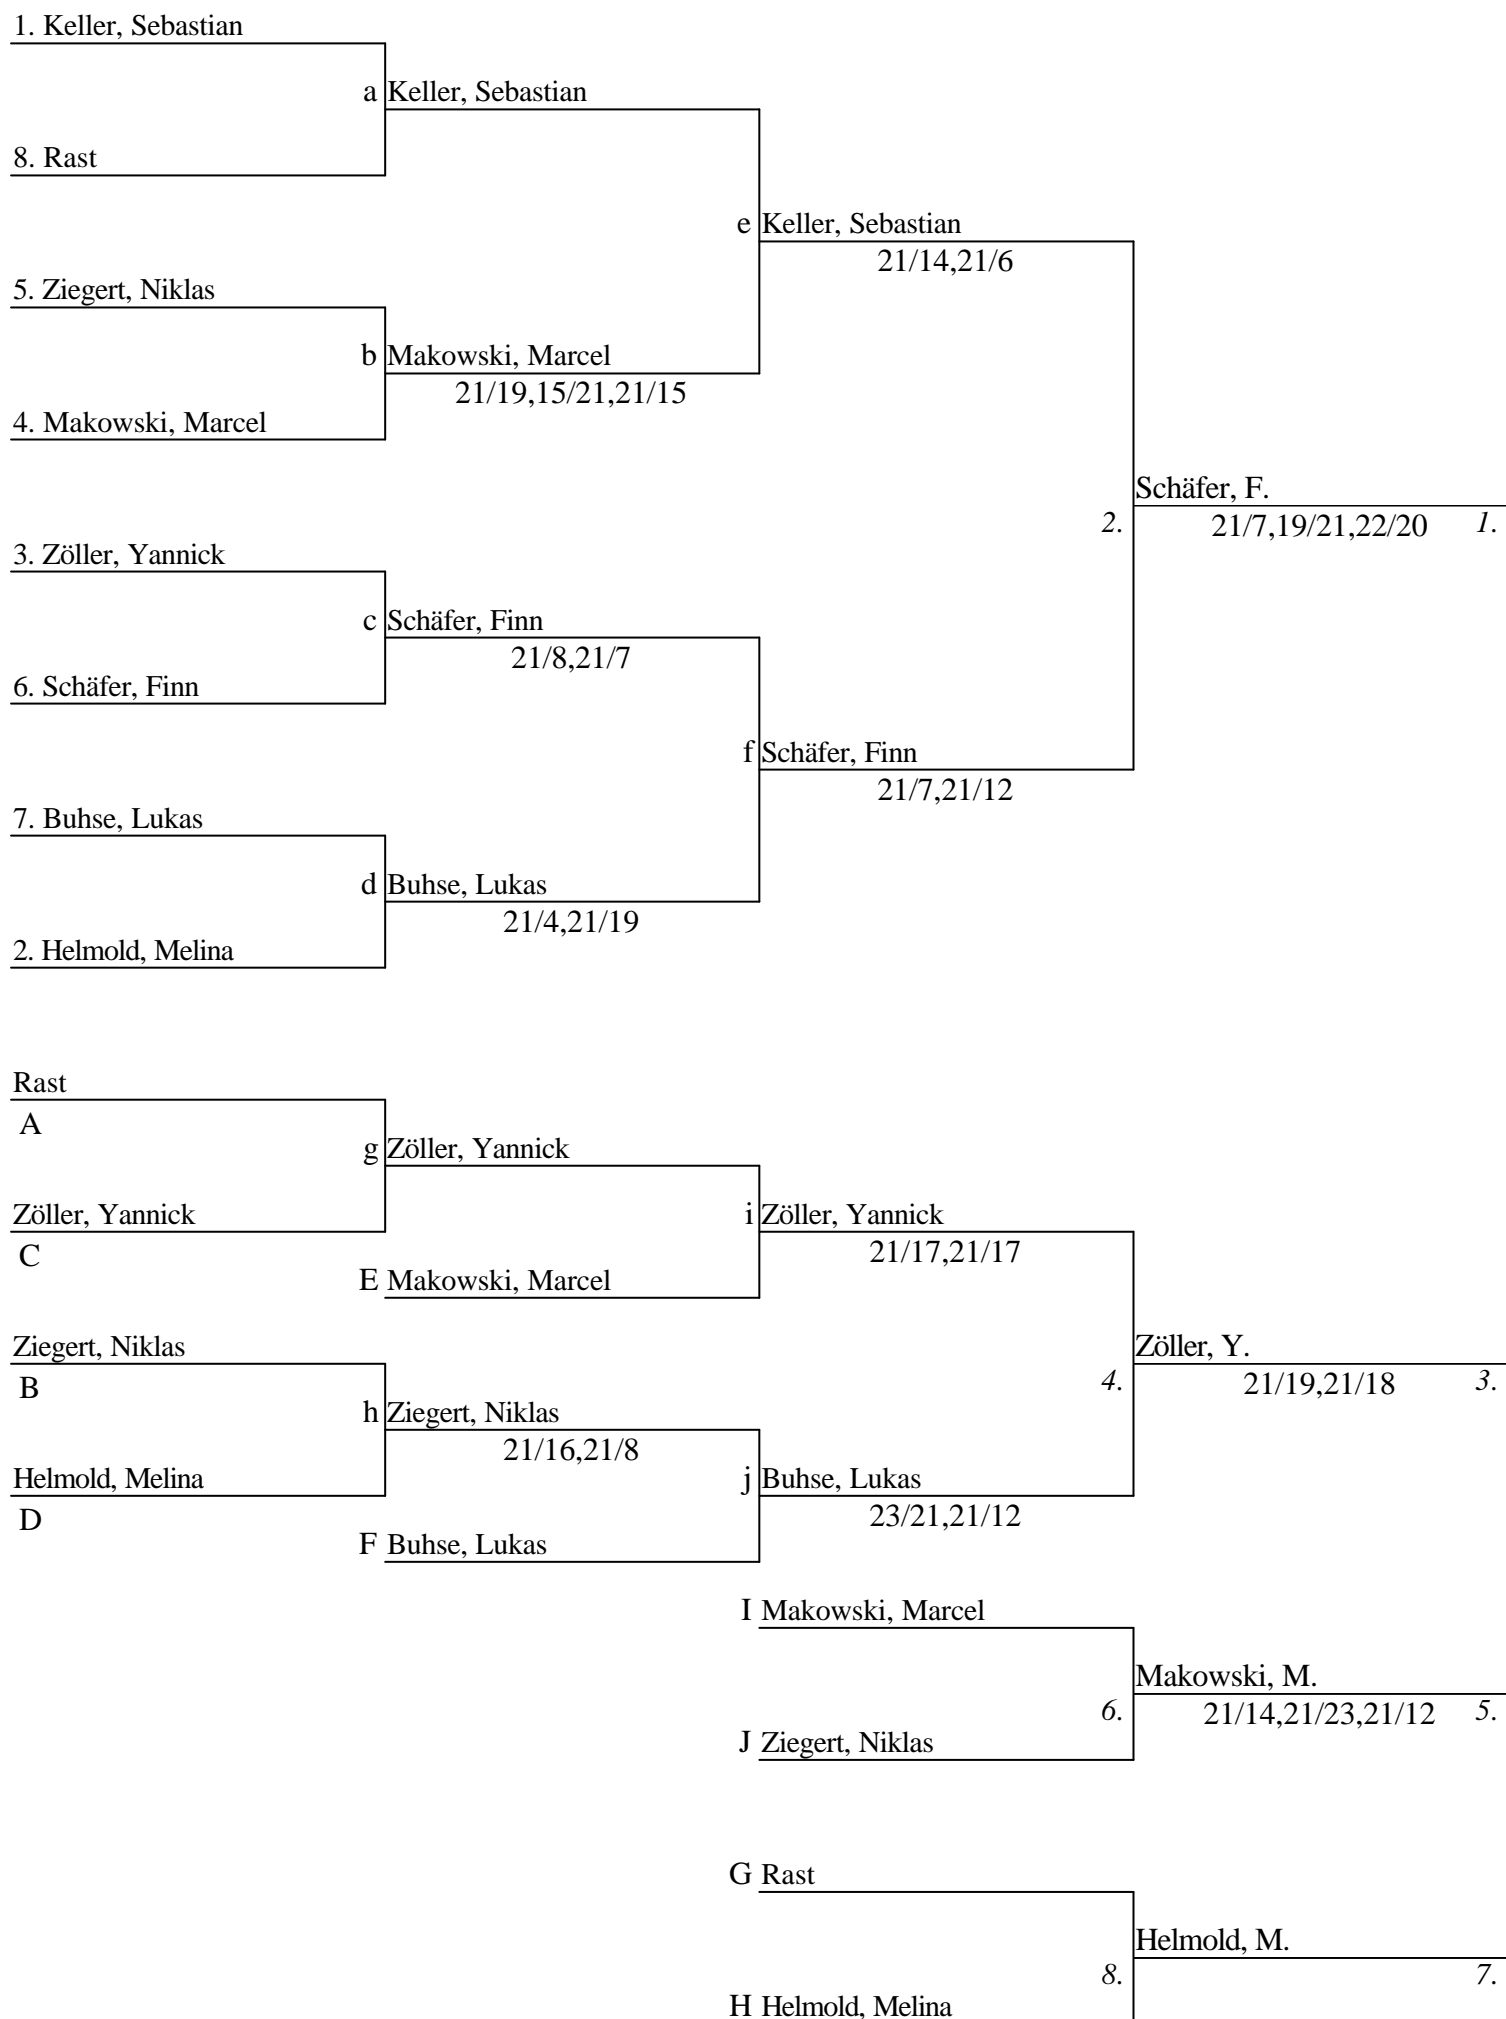 1. Keller, Sebastian
a Keller, Sebastian
8. Rast
e Keller, Sebastian
21/14,21/6
5. Ziegert, Niklas
b Makowski, Marcel
21/19,15/21,21/15
4. Makowski, Marcel
Schäfer, F.
2. 21/7,19/21,22/20 1.
3. Zöller, Yannick
c Schäfer, Finn
21/8,21/7
6. Schäfer, Finn
f Schäfer, Finn
21/7,21/12
7. Buhse, Lukas
d Buhse, Lukas
21/4,21/19
2. Helmold, Melina
Rast
A
g Zöller, Yannick
Zöller, Yannick
C
i Zöller, Yannick
21/17,21/17
E Makowski, Marcel
Ziegert, Niklas
B
Zöller, Y.
4. 21/19,21/18 3.
h Ziegert, Niklas
21/16,21/8
Helmold, Melina
D
j Buhse, Lukas
23/21,21/12
F Buhse, Lukas
I Makowski, Marcel
Makowski, M.
6. 21/14,21/23,21/12 5.
J Ziegert, Niklas
G Rast
Helmold, M.
8. 7.
H Helmold, Melina